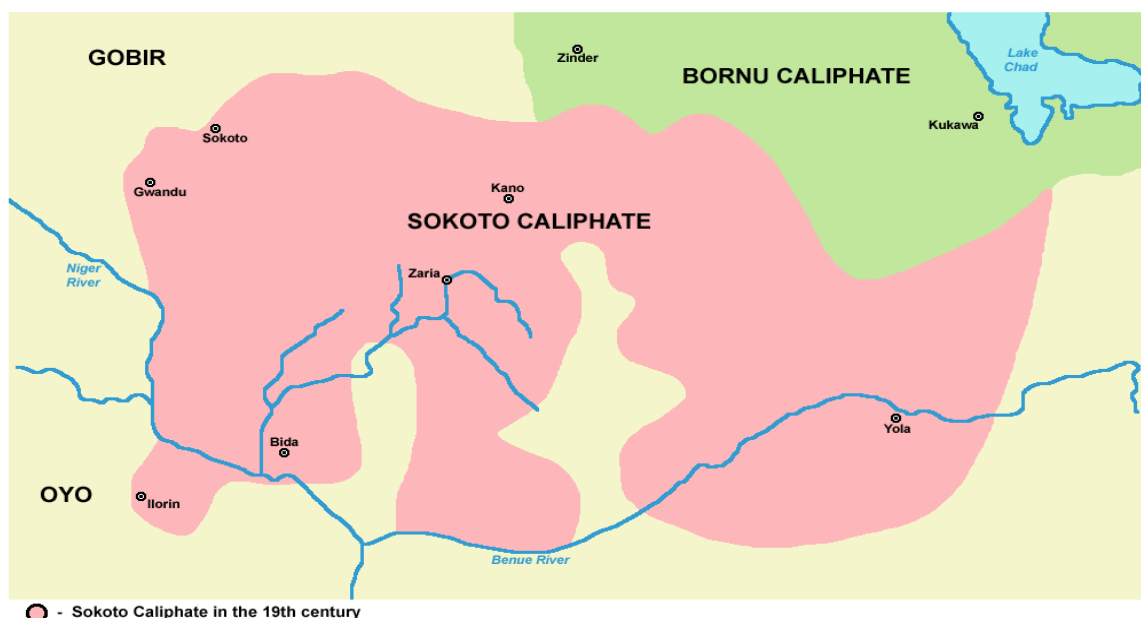 GOBIR
Zinder
BORNU CALIPHATE
Lake
Chad
Kukawa
Sokoto
Gwandu
Kano
SOKOTO CALIPHATE
Niger
River
Zaria
Yola
Bida
OYO
Ilorin
Benue River
- Sokoto Caliphate in the 19th century